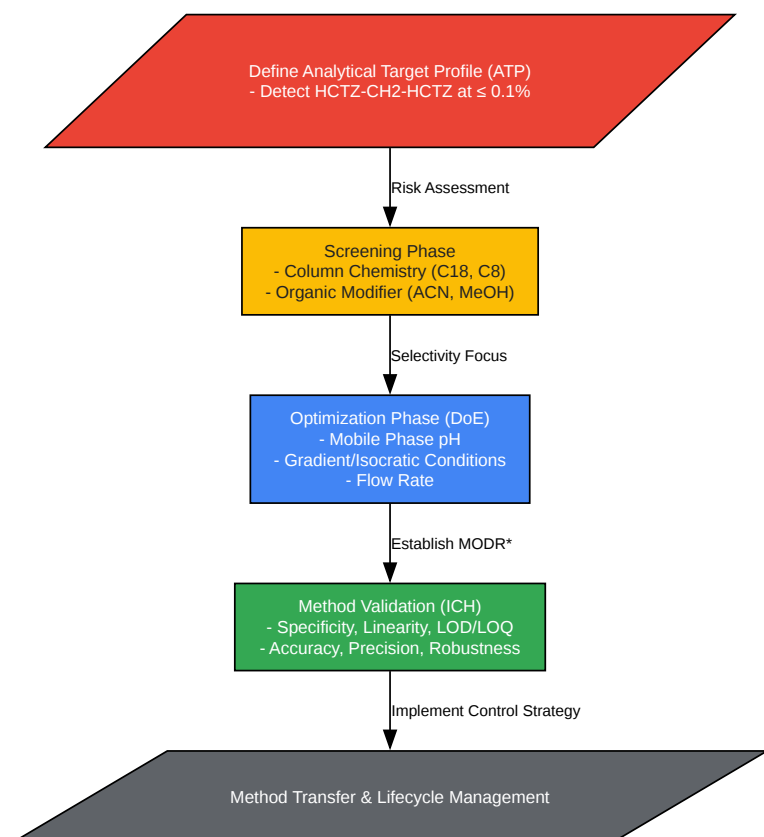 Define Analytical Target Profile (ATP)
- Detect HCTZ-CH2-HCTZ at ≤ 0.1%
Risk Assessment
Screening Phase
- Column Chemistry (C18, C8)
- Organic Modifier (ACN, MeOH)
Selectivity Focus
Optimization Phase (DoE)
- Mobile Phase pH
- Gradient/Isocratic Conditions
- Flow Rate
Establish MODR*
Method Validation (ICH)
- Specificity, Linearity, LOD/LOQ
- Accuracy, Precision, Robustness
Implement Control Strategy
Method Transfer & Lifecycle Management